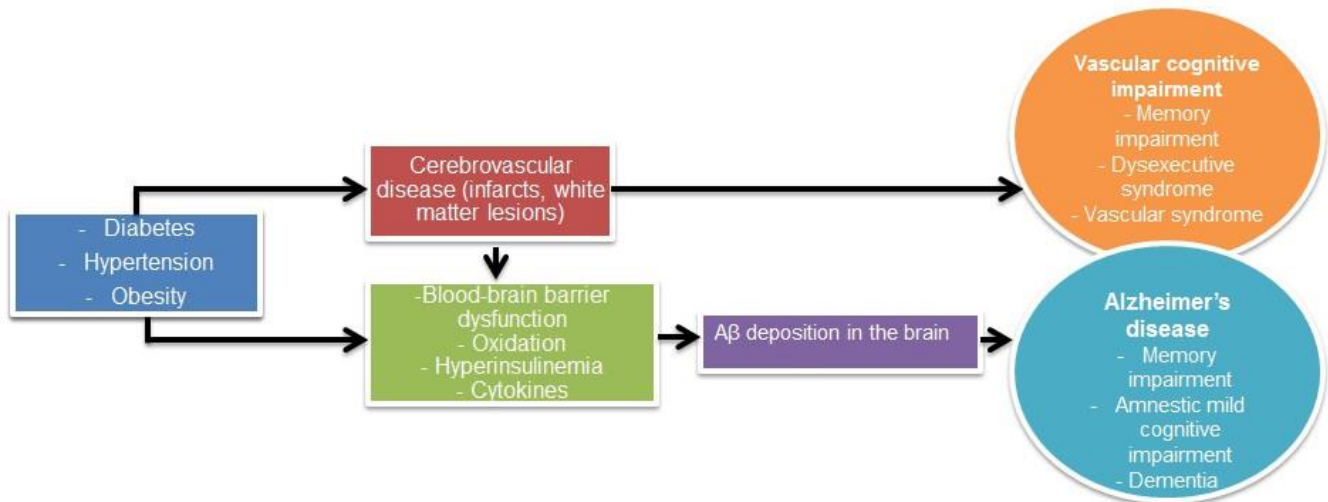 - Diabetes
- Hypertension
- Obesity
Cerebrovascular
disease (infarcts, white
matter lesions)
-Blood-brain barrier
dysfunction
- Oxidation
- Hyperinsulinemia
- Cytokines
Aβ deposition in the brain
Vascular cognitive
impairment
- Memory
impairment
- Dysexecutive
syndrome
- Vascular syndrome
Alzheimer’s
disease
- Memory
impairment
- Amnestic mild
cognitive
impairment
- Dementia